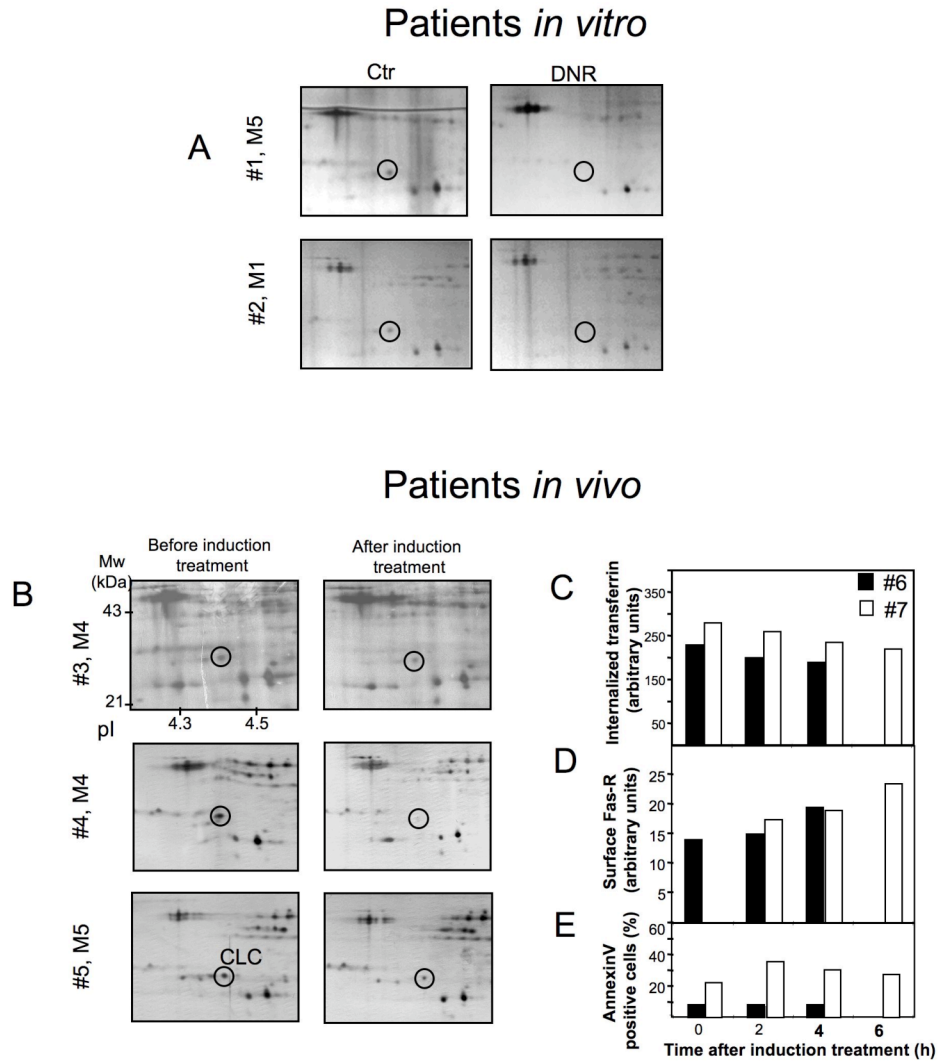 Patients in vitro
Ctr
DNR
A
#1, M5
#2, M1
Patients in vivo
Before induction
treatment
After induction
treatment
B
Mw
(kDa)
43
21
pI
4.3
4.5
#3, M4
#4, M4
#5, M5
CLC
C
Internalized transferrin
(arbitrary units)
350
250
150
50
#6
#7
D
Surface Fas-R
(arbitrary units)
25
20
15
10
5
E
AnnexinV
positive cells (%)
60
40
20
0
2
4
6
Time after induction treatment (h)